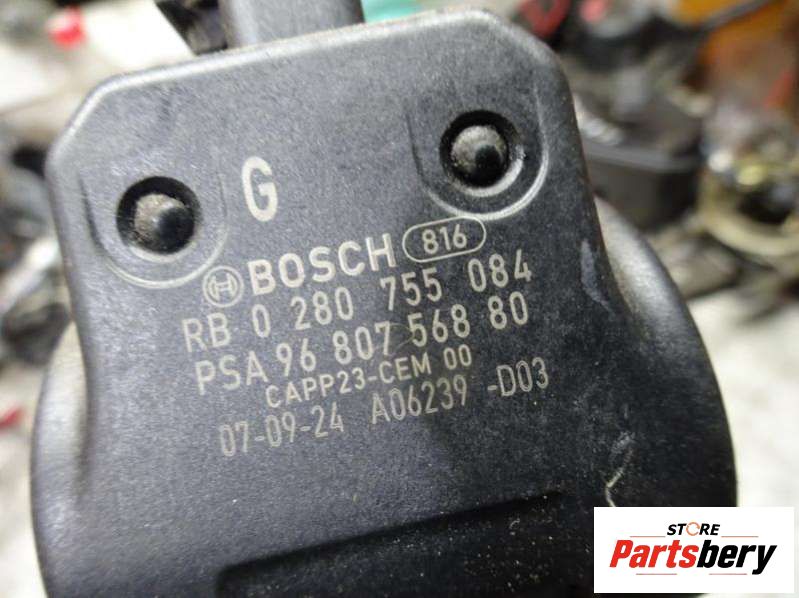 G
BOSCH 816
RB 0 280 755 084
PSA 96 807 568 80
CAPP23-CEM 00
07-09-24 A06239 -D03
STORE
Partsbery